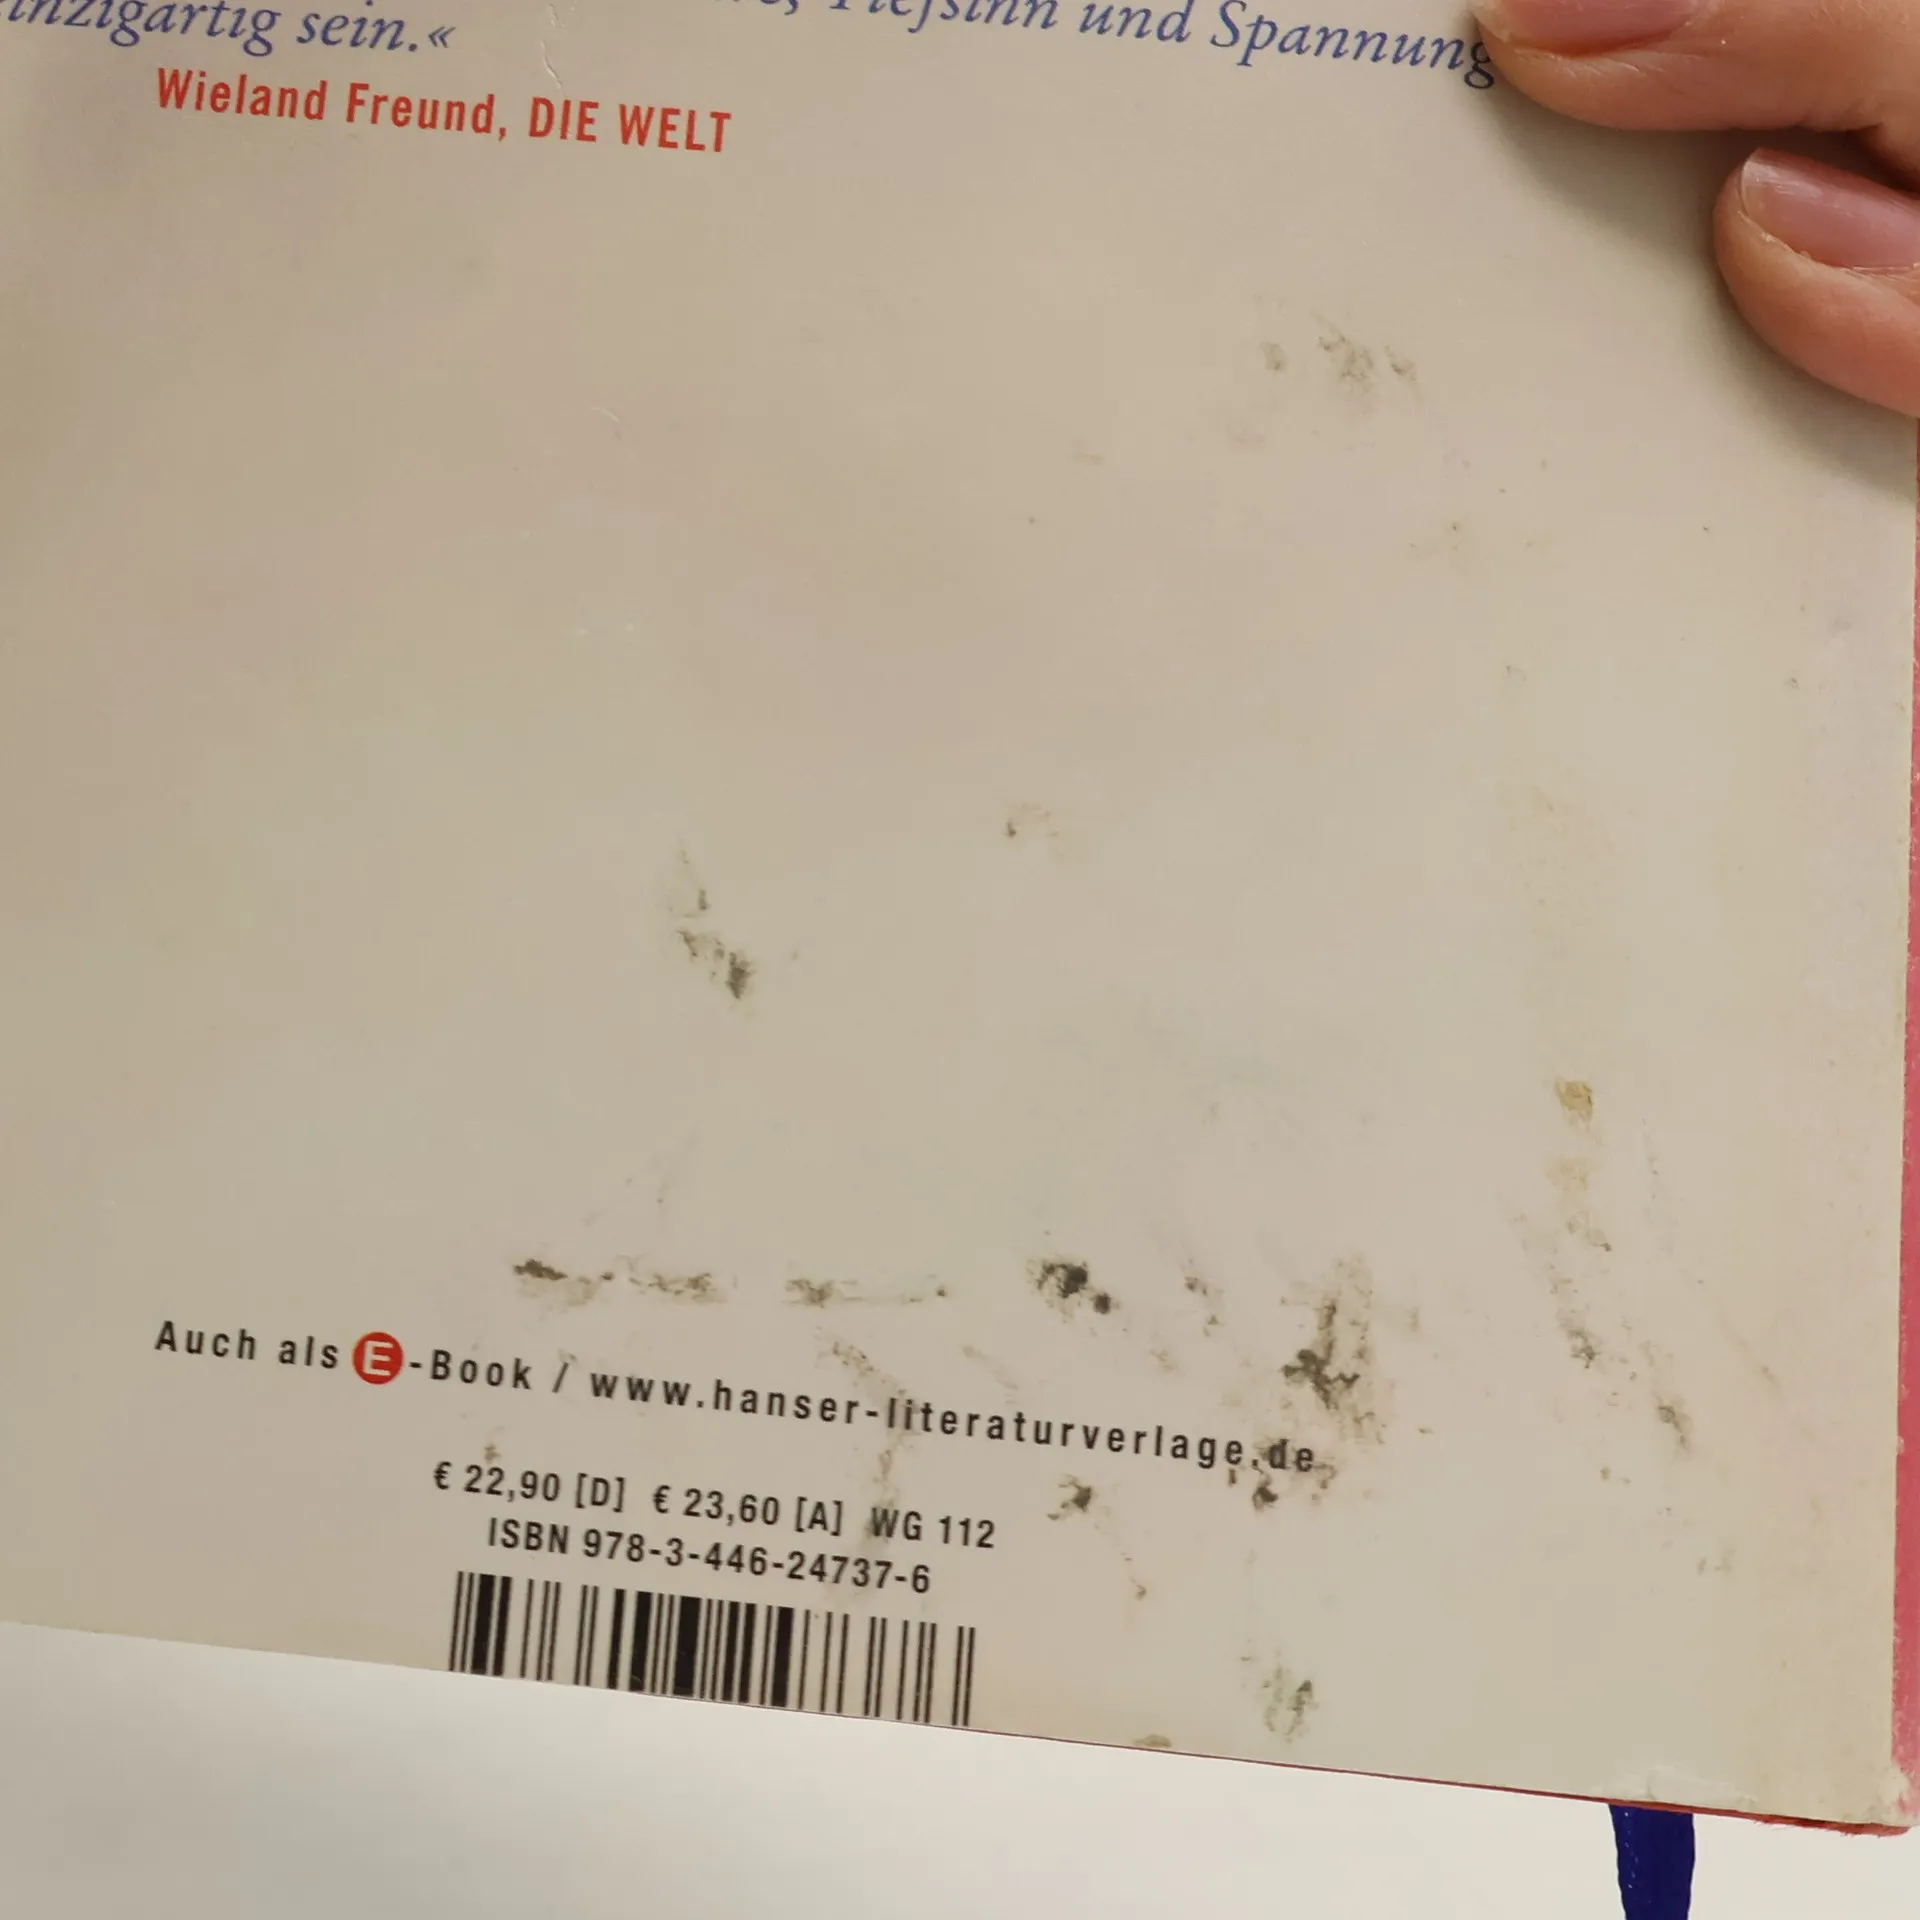 Tiefsinn und Spannung
einzigartig sein.«
Wieland Freund, DIE WELT
Auch als E-Book / www.hanser-literaturverlage.de
€ 22,90 [D] € 23,60 [A] WG 112
ISBN 978-3-446-24737-6